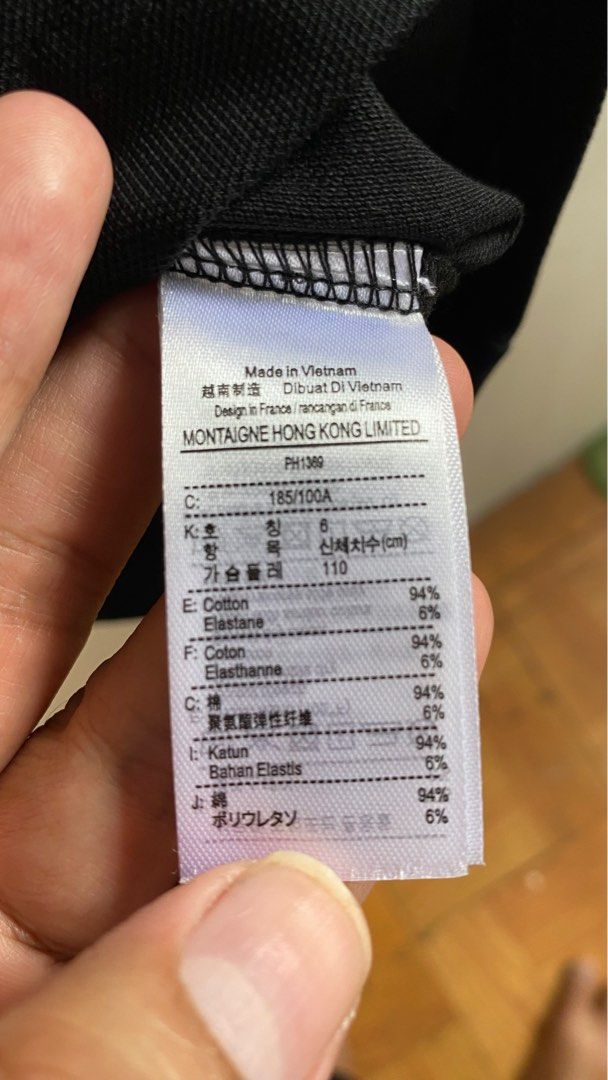 Made in Vietnam
越南制造 Dibuat Di Vietnam
Design in France / rancangan di France
MONTAIGNE HONG KONG LIMITED
PH1369
C: 185/100A
K: 호 칭 6
항 목 신체치수(cm)
가슴둘레 110
E: Cotton 94%
Elastane 6%
F: Coton 94%
Elasthanne 6%
C: 棉 94%
聚氨酯弹性纤维 6%
I: Katun 94%
Bahan Elastis 6%
J: 綿 94%
ポリウレタソ 6%